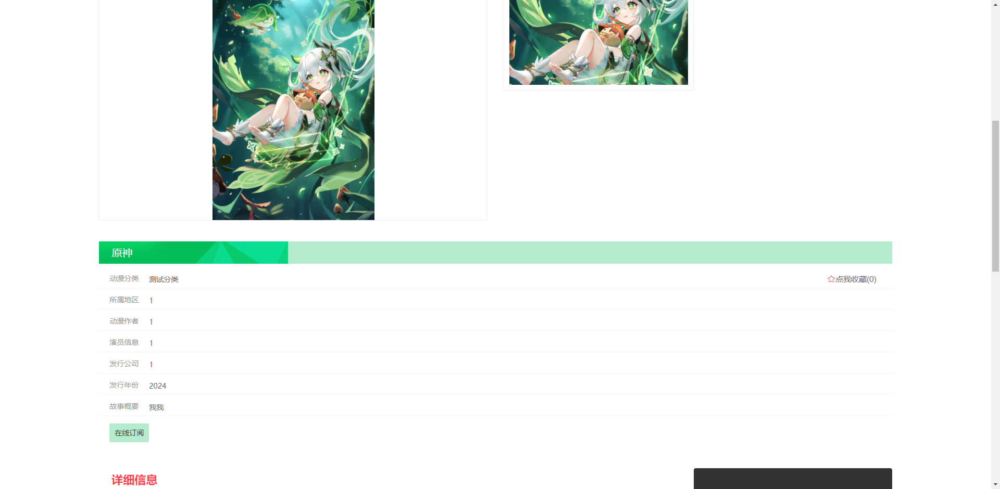 原神
动漫分类 测试分类 点我收藏(0)
所属地区 1
动漫作者 1
演员信息 1
发行公司 1
发行年份 2024
故事概要 我我
在线订阅
详细信息